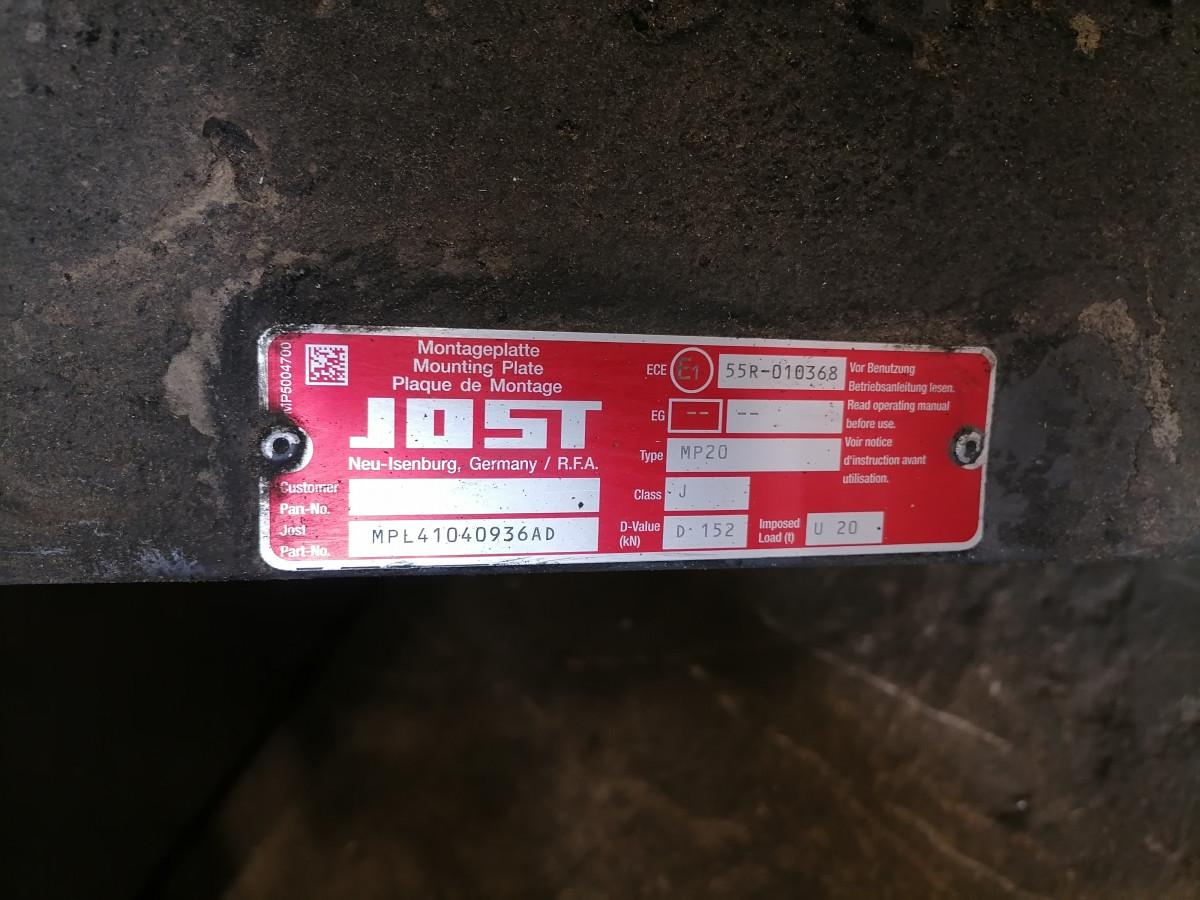 MP5004700
Montageplatte
Mounting Plate
Plaque de Montage
JOST
Neu-Isenburg, Germany / R.F.A.
Customer
Part-No.
Jost
Part-No. MPL41040936AD
ECE E1 55R-010368
EG -- --
Type MP20
Class J
D-Value
(kN) D 152
Imposed
Load (t) U 20
Vor Benutzung
Betriebsanleitung lesen.
Read operating manual
before use.
Voir notice
d'instruction avant
utilisation.